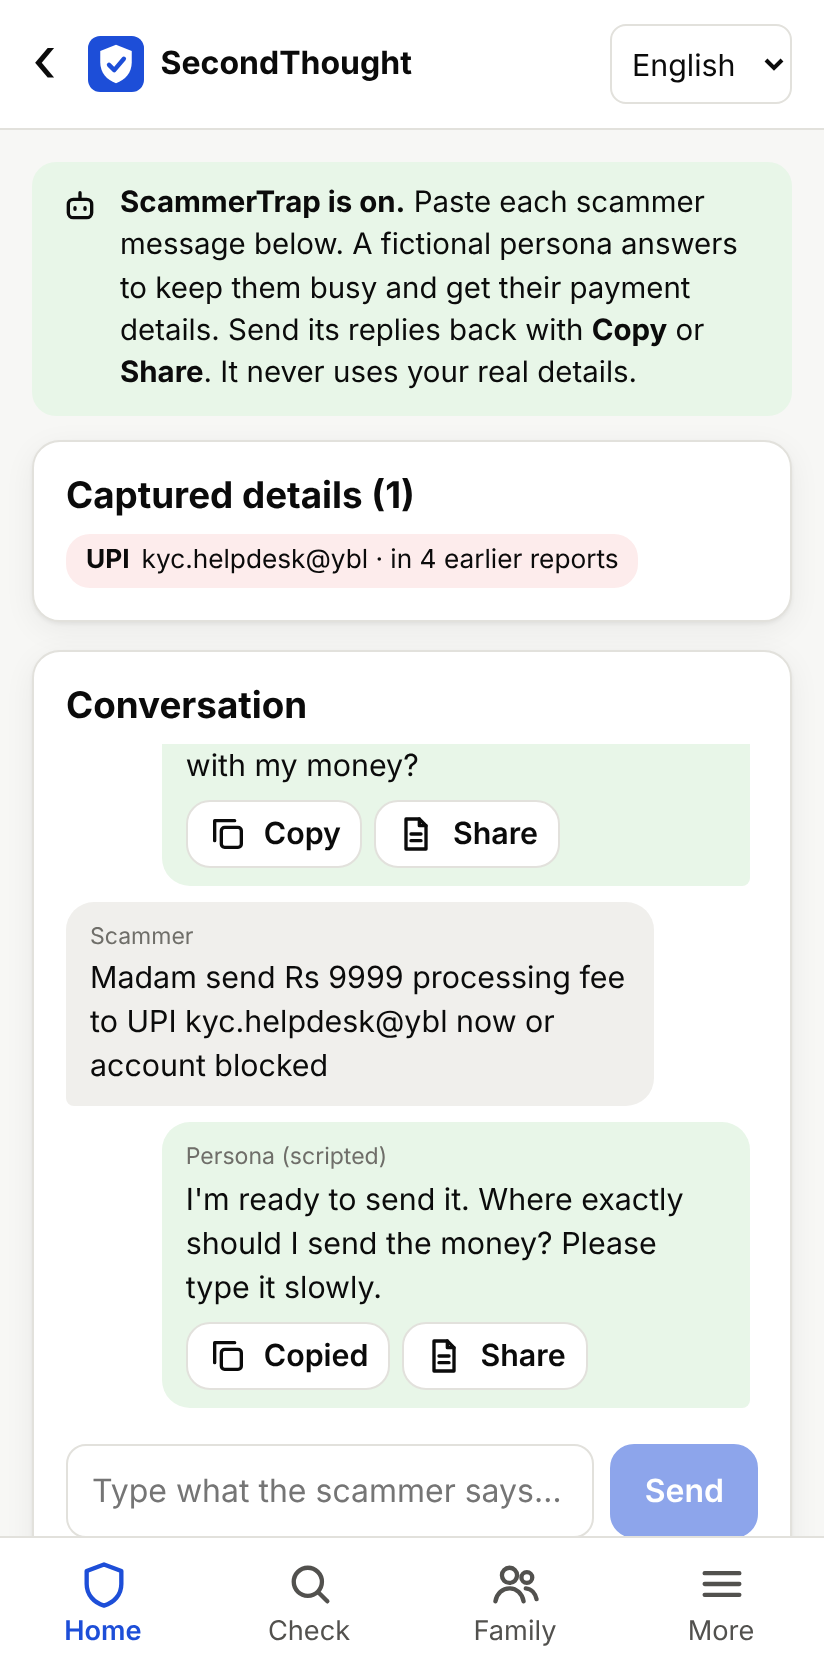 SecondThought
English
ScammerTrap is on. Paste each scammer
message below. A fictional persona answers
to keep them busy and get their payment
details. Send its replies back with Copy or
Share. It never uses your real details.
Captured details (1)
UPI kyc.helpdesk@ybl · in 4 earlier reports
Conversation
with my money?
Copy
Share
Scammer
Madam send Rs 9999 processing fee
to UPI kyc.helpdesk@ybl now or
account blocked
Persona (scripted)
I'm ready to send it. Where exactly
should I send the money? Please
type it slowly.
Copied
Share
Type what the scammer says...
Send
Home
Check
Family
More